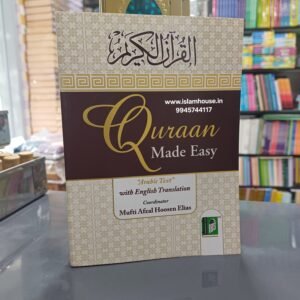 القرآن الكريم
www.islamhouse.in
9945744117
Quraan
Made Easy
"Arabic Text"
with English Translation
Coordinator
Mufti Afzal Hoosen Elias